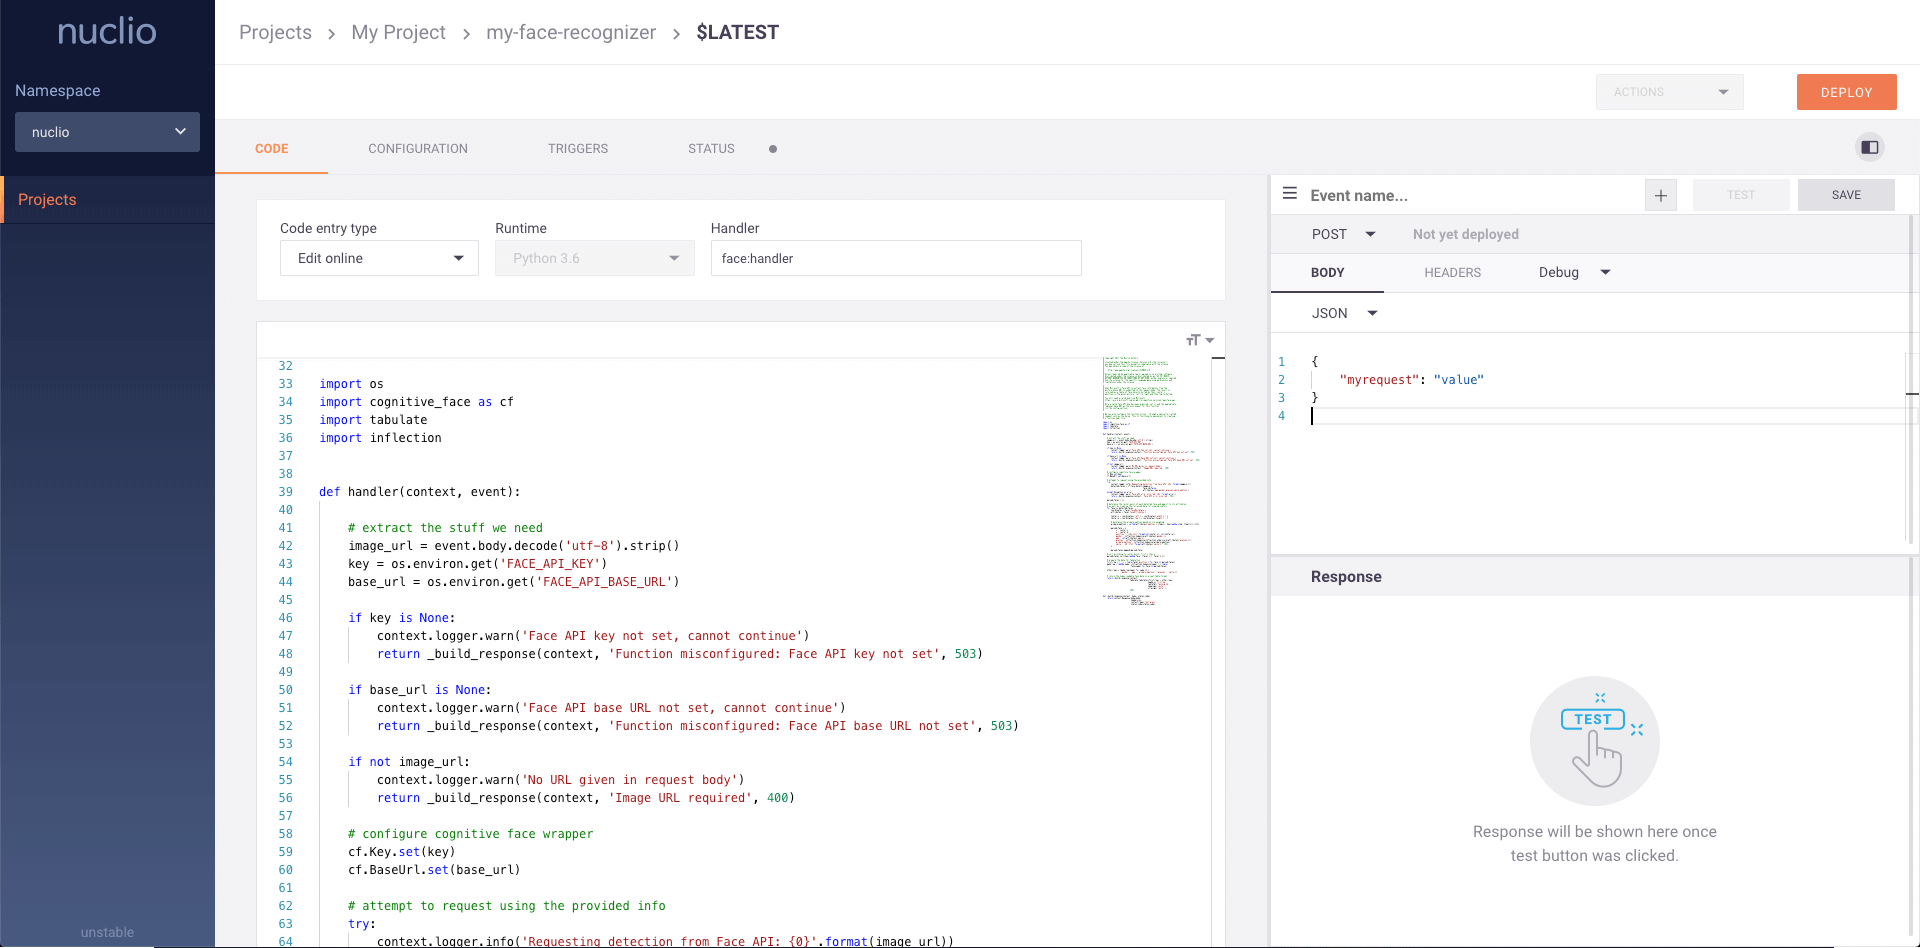 nuclio
Namespace
nuclio
Projects
unstable
Projects > My Project > my-face-recognizer > $LATEST
ACTIONS
DEPLOY
CODE CONFIGURATION TRIGGERS STATUS
Code entry type
Edit online
Runtime
Python 3.6
Handler
face:handler
32
33 import os
34 import cognitive_face as cf
35 import tabulate
36 import inflection
37
38
39 def handler(context, event):
40
41 # extract the stuff we need
42 image_url = event.body.decode('utf-8').strip()
43 key = os.environ.get('FACE_API_KEY')
44 base_url = os.environ.get('FACE_API_BASE_URL')
45
46 if key is None:
47 context.logger.warn('Face API key not set, cannot continue')
48 return _build_response(context, 'Function misconfigured: Face API key not set', 503)
49
50 if base_url is None:
51 context.logger.warn('Face API base URL not set, cannot continue')
52 return _build_response(context, 'Function misconfigured: Face API base URL not set', 503)
53
54 if not image_url:
55 context.logger.warn('No URL given in request body')
56 return _build_response(context, 'Image URL required', 400)
57
58 # configure cognitive face wrapper
59 cf.Key.set(key)
60 cf.BaseUrl.set(base_url)
61
62 # attempt to request using the provided info
63 try:
64 context.logger.info('Requesting detection from Face API: {0}'.format(image_url))
Event name...
+
TEST
SAVE
POST
Not yet deployed
BODY HEADERS Debug
JSON
1 {
2 "myrequest": "value"
3 }
4
Response
TEST
Response will be shown here once
test button was clicked.